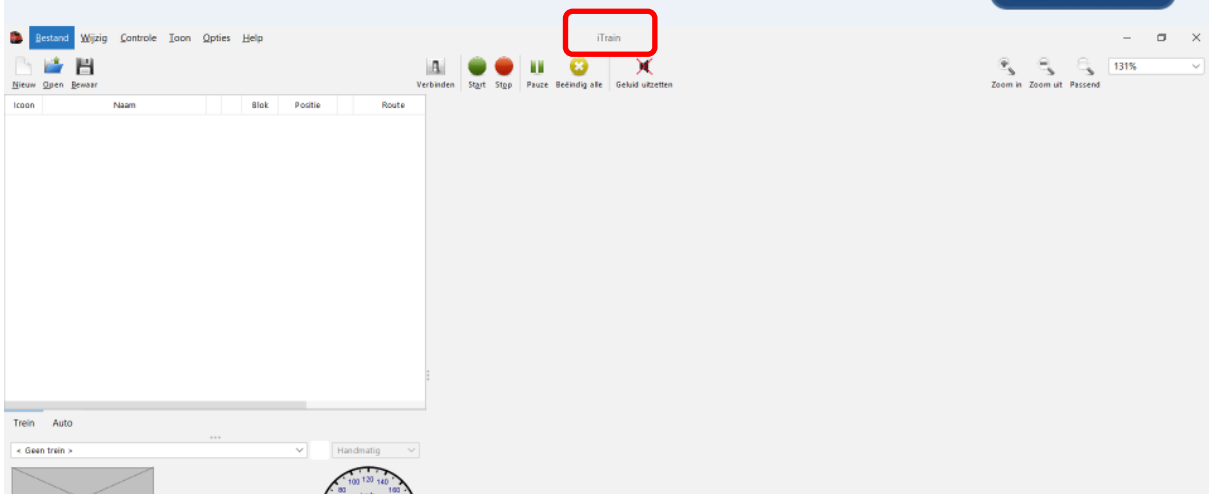 Bestand Wijzig Controle Toon Opties Help iTrain
Nieuw Open Bewaar Verbinden Start Stop Pauze Beëindig alle Geluid uitzetten Zoom in Zoom uit Passend 131%
Icoon Naam Blok Positie Route
Trein Auto
< Geen trein > Handmatig
100 120 140
80 160